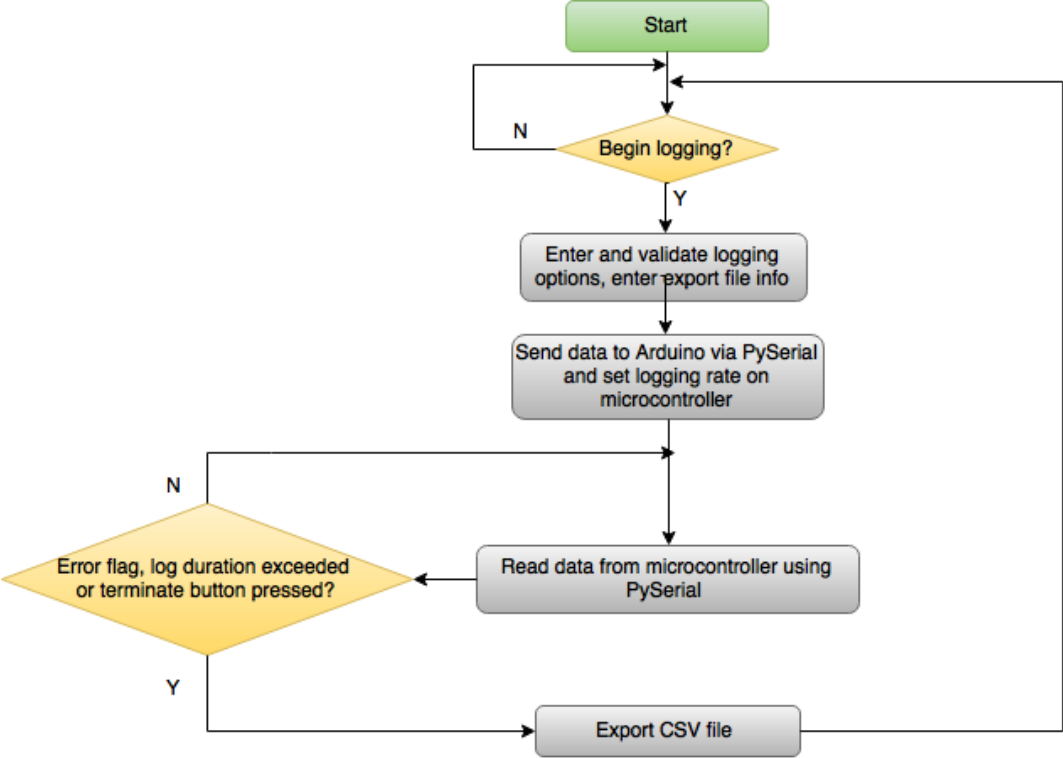 Start
N
Begin logging?
Y
Enter and validate logging
options, enter export file info
Send data to Arduino via PySerial
and set logging rate on
microcontroller
N
Error flag, log duration exceeded
or terminate button pressed?
Read data from microcontroller using
PySerial
Y
Export CSV file